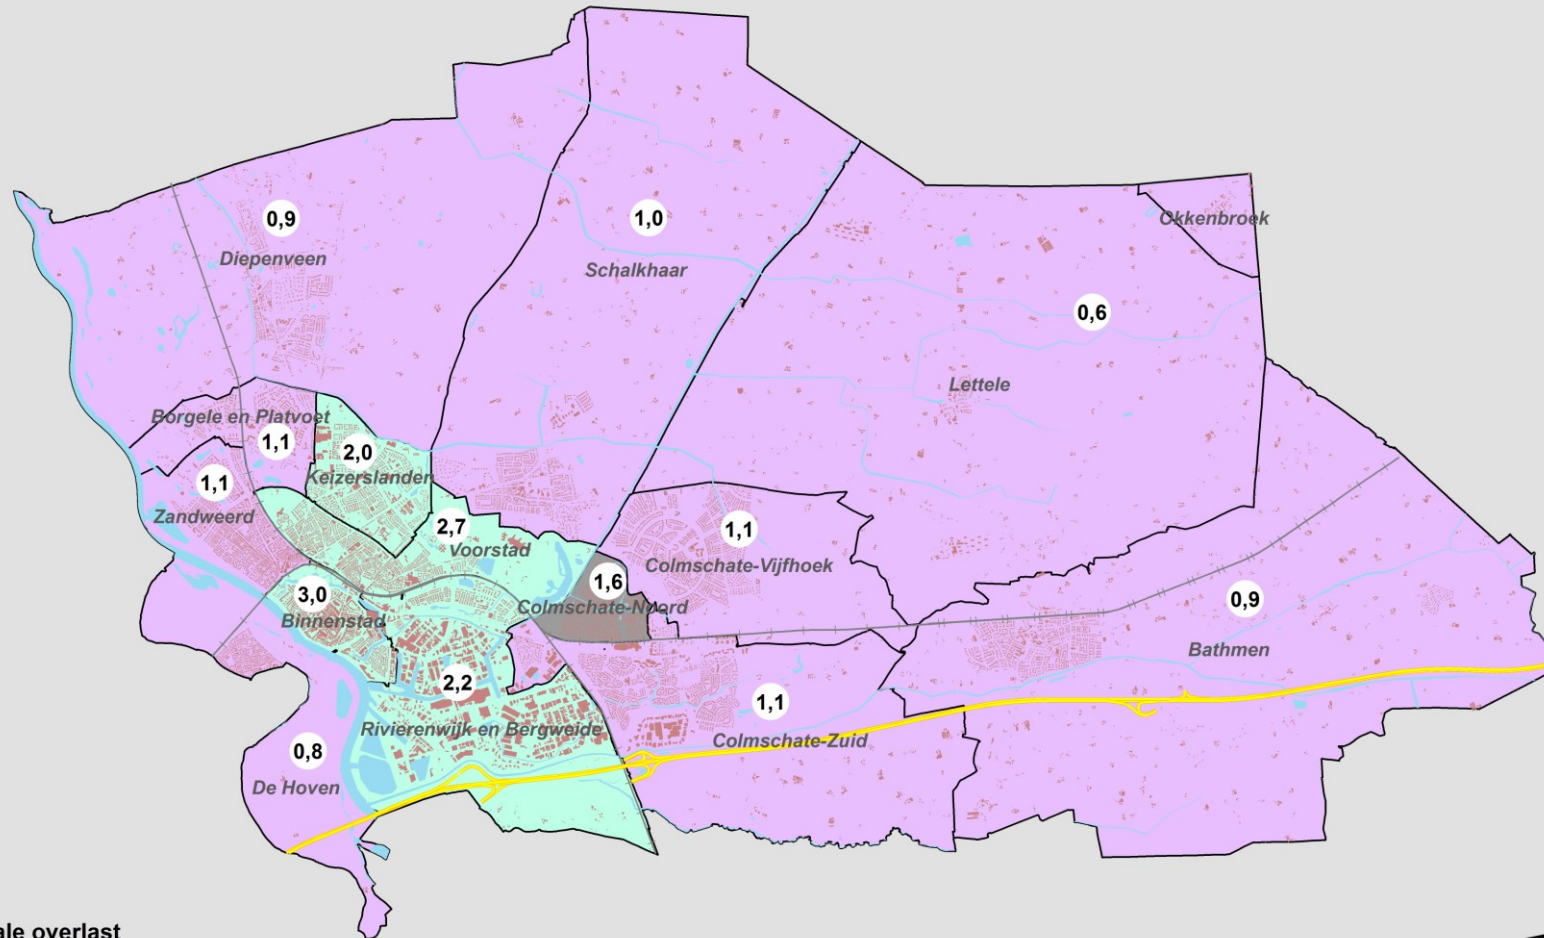 0,9
Diepenveen
1,0
Schalkhaar
Okkenbroek
0,6
Lettele
Borgele en Platvoet
1,1
2,0
Keizerslanden
1,1
Zandweerd
2,7
Voorstad
1,1
Colmschate-Vijfhoek
1,6
Colmschate-Noord
3,0
Binnenstad
0,9
Bathmen
2,2
Rivierenwijk en Bergweide
1,1
Colmschate-Zuid
0,8
De Hoven
ale overlast